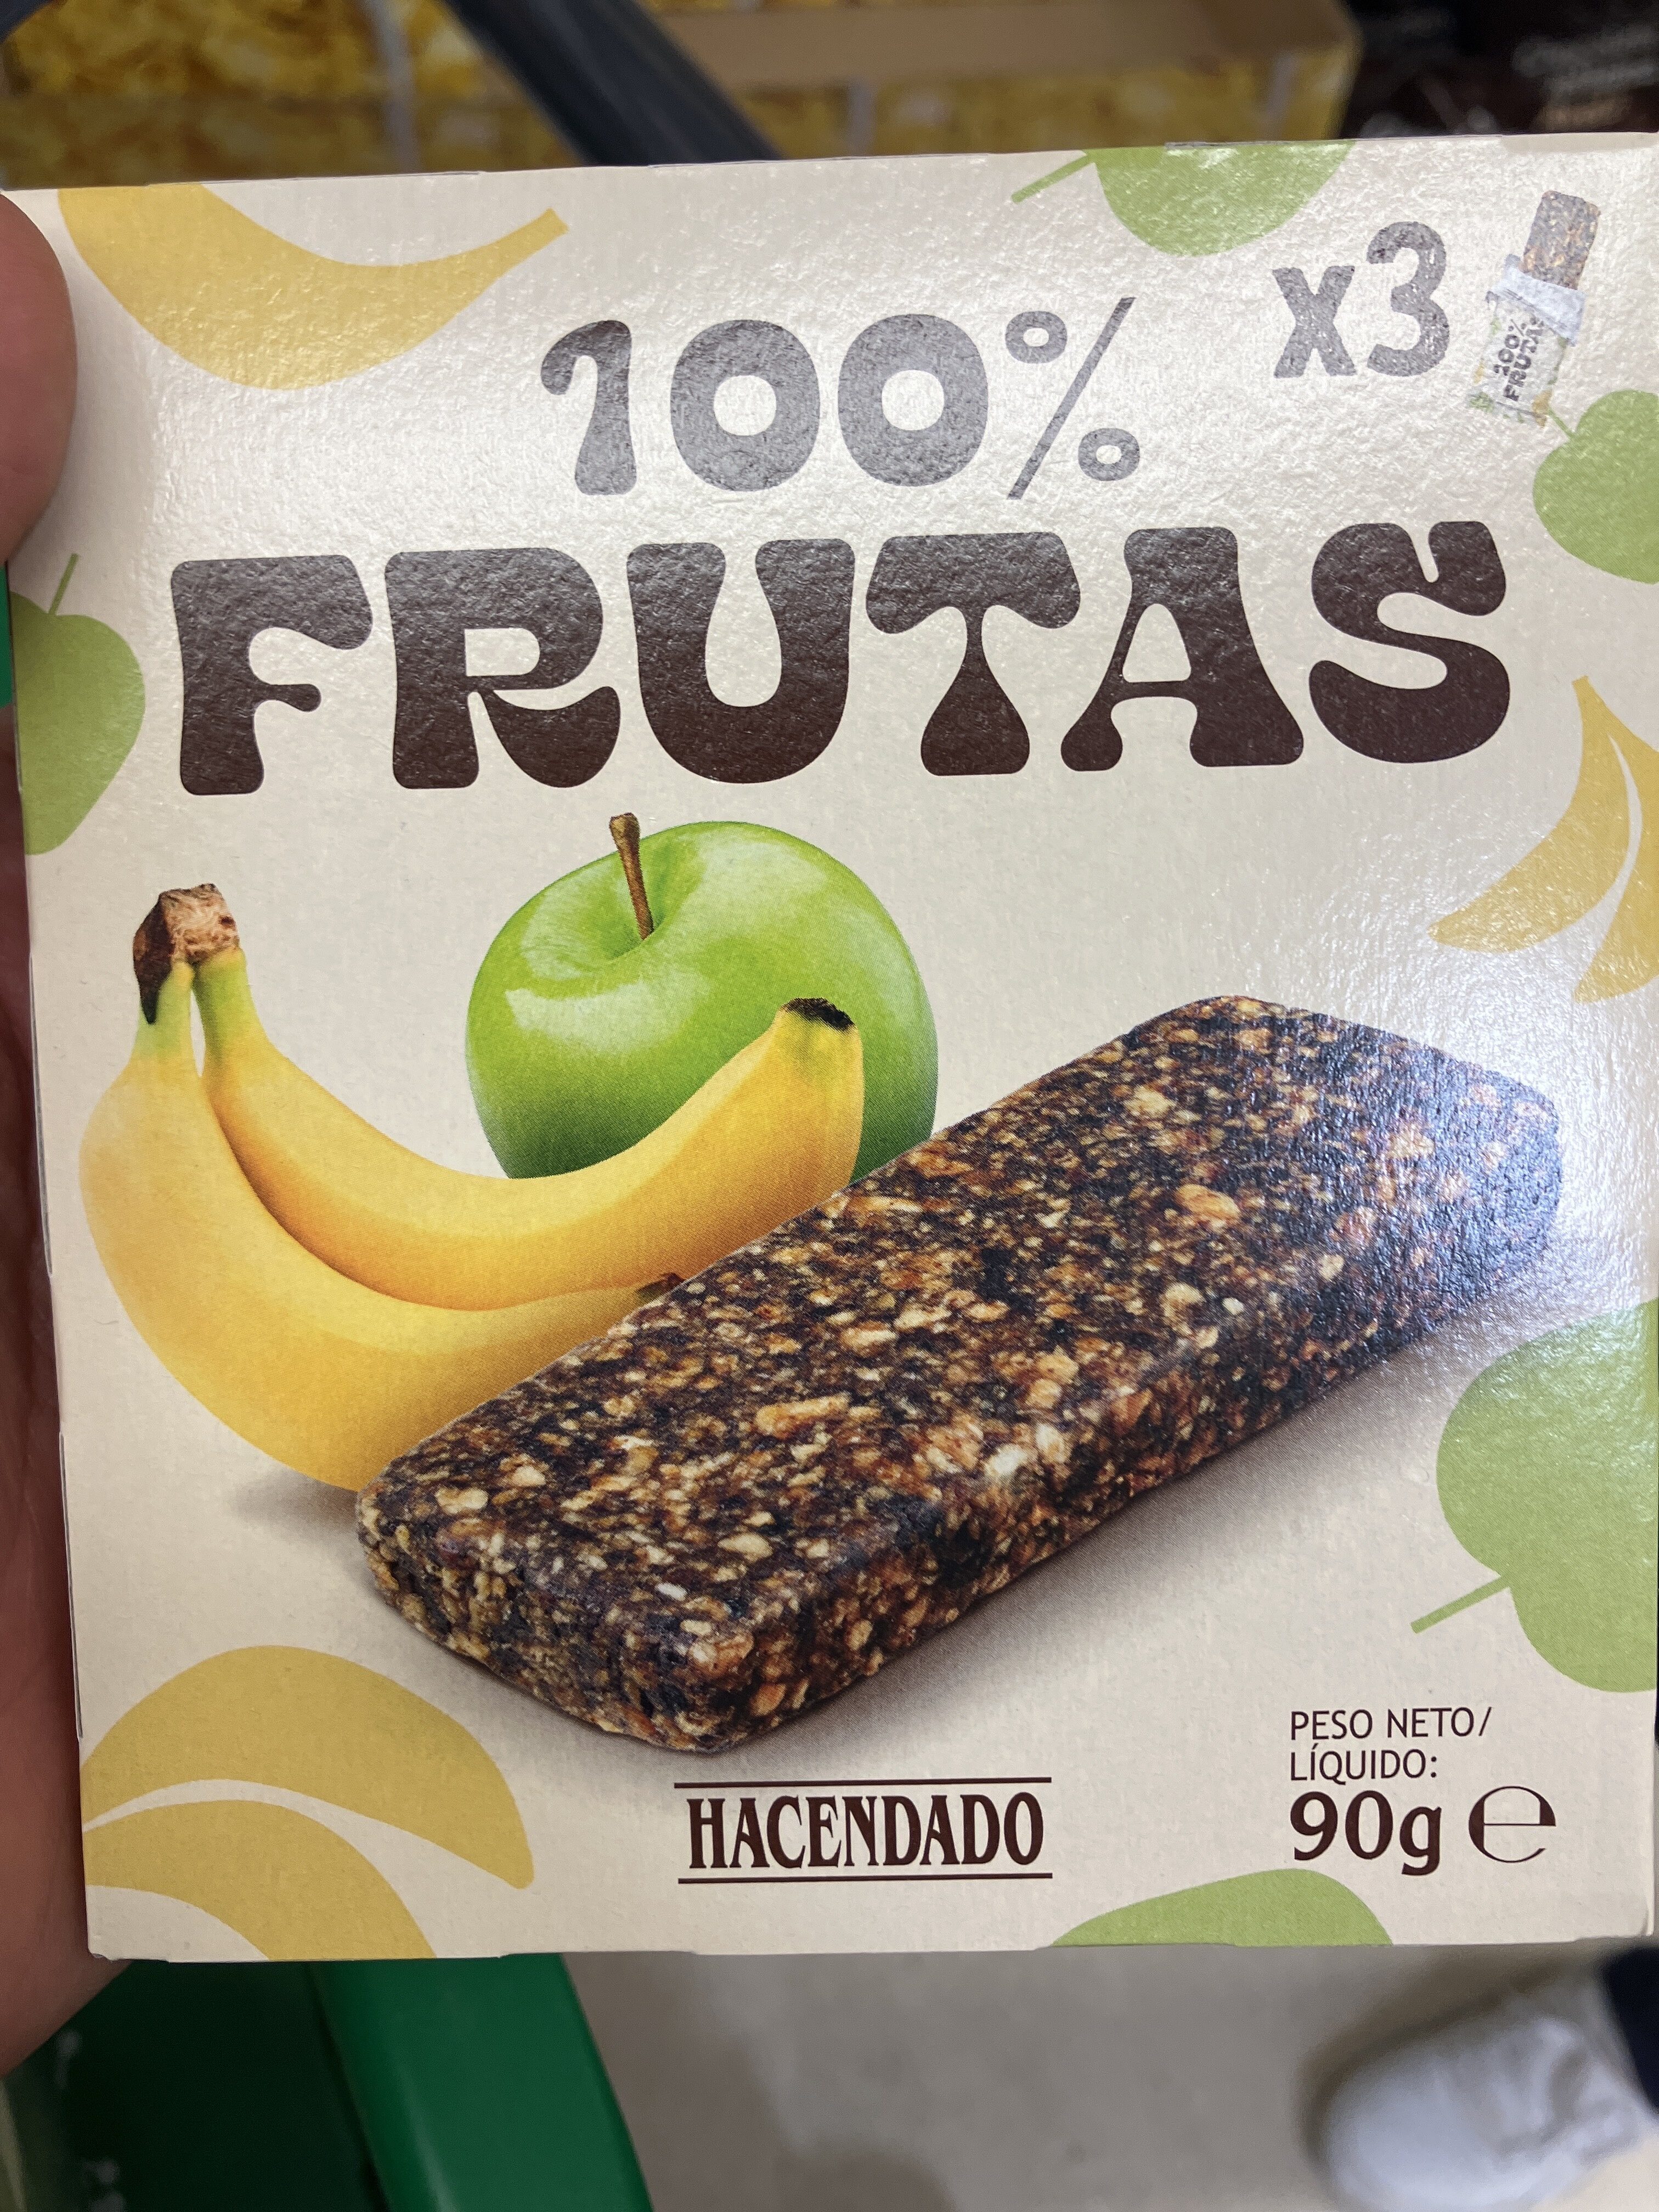 x3
100%
FRUTAS
100%
FRUTAS
PESO NETO/
LÍQUIDO:
90g ℮
HACENDADO